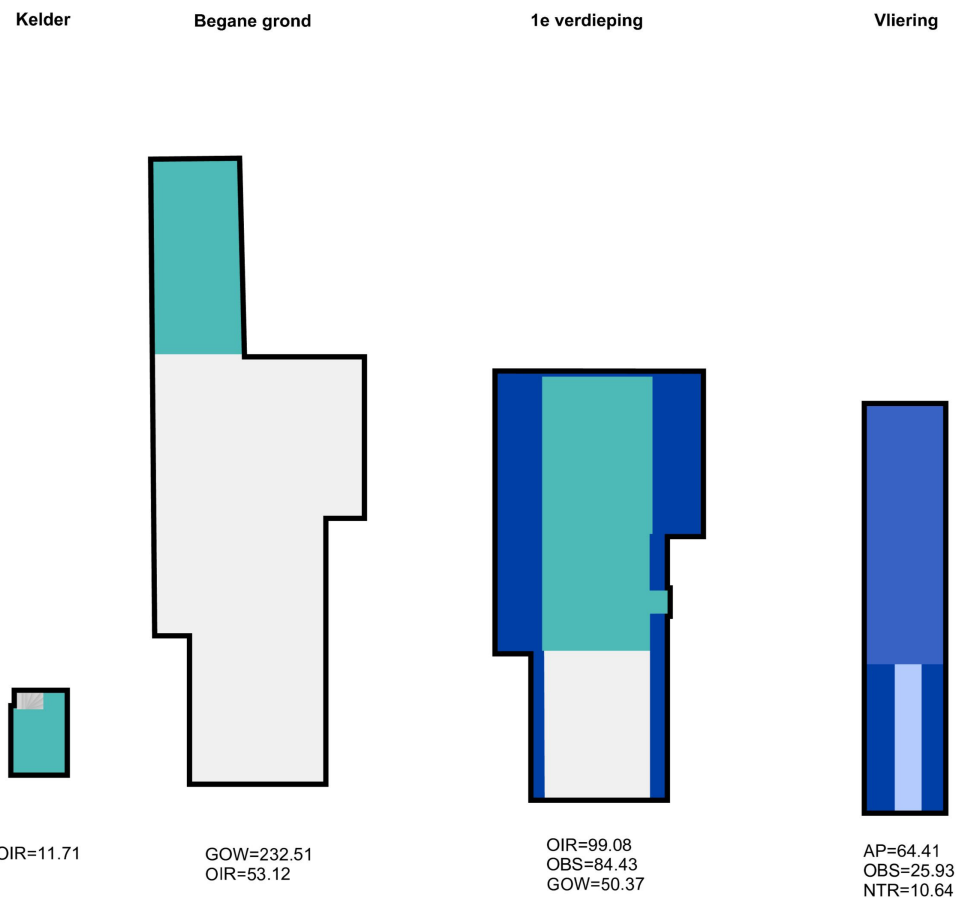 Kelder
Begane grond
1e verdieping
Vliering
OIR=11.71
GOW=232.51
OIR=53.12
OIR=99.08
OBS=84.43
GOW=50.37
AP=64.41
OBS=25.93
NTR=10.64